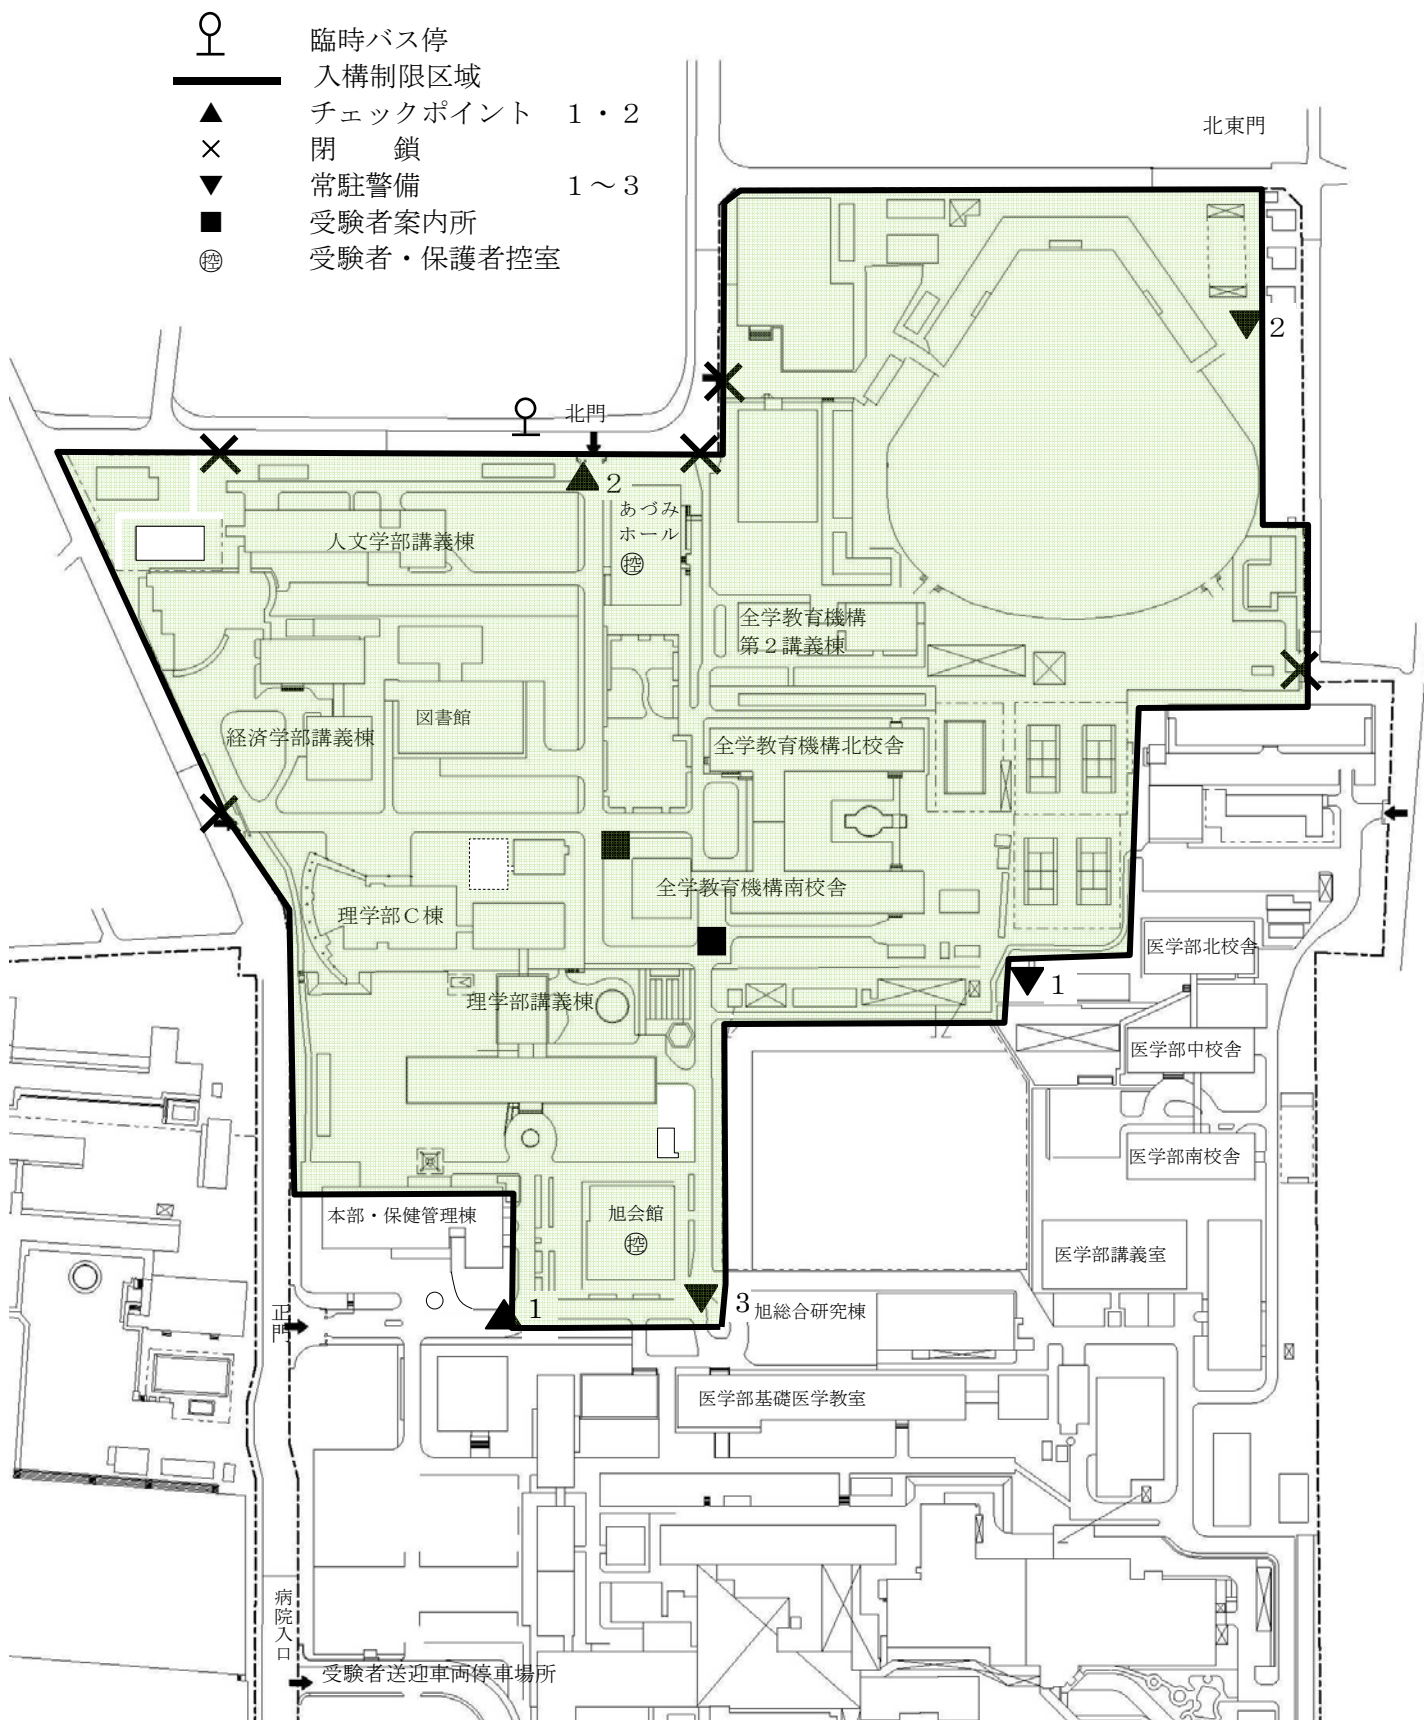 臨時バス停
入構制限区域
チェックポイント　１・２
閉　　鎖
常駐警備　　　　１～３
受験者案内所
控　受験者・保護者控室
北東門
2
北門
2
あづみ
ホール
控
人文学部講義棟
全学教育機構
第２講義棟
図書館
経済学部講義棟
全学教育機構北校舎
全学教育機構南校舎
理学部Ｃ棟
医学部北校舎
理学部講義棟
1
医学部中校舎
医学部南校舎
本部・保健管理棟
旭会館
控
医学部講義室
正門
1
3
旭総合研究棟
医学部基礎医学教室
病院入口
受験者送迎車両停車場所